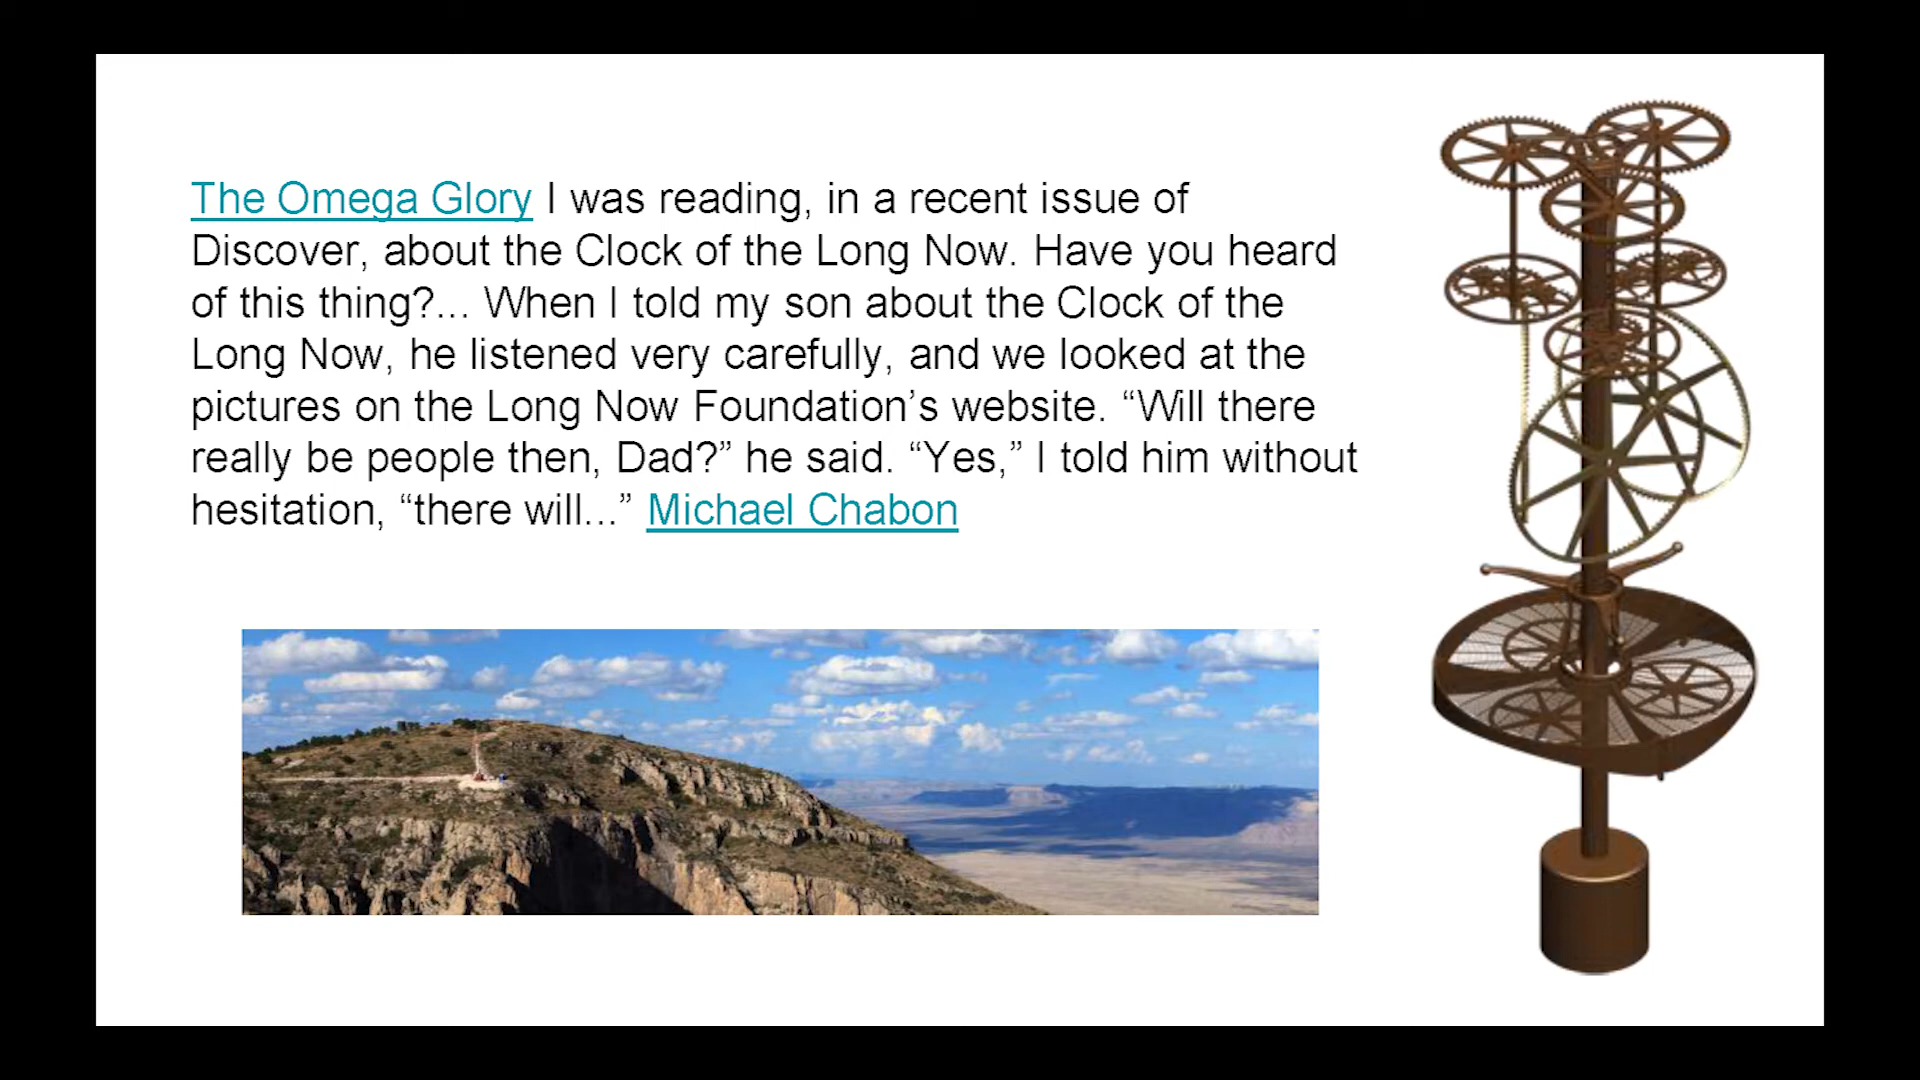 The Omega Glory I was reading, in a recent issue of
Discover, about the Clock of the Long Now. Have you heard
of this thing?... When I told my son about the Clock of the
Long Now, he listened very carefully, and we looked at the
pictures on the Long Now Foundation’s website. “Will there
really be people then, Dad?” he said. “Yes,” I told him without
hesitation, “there will...” Michael Chabon